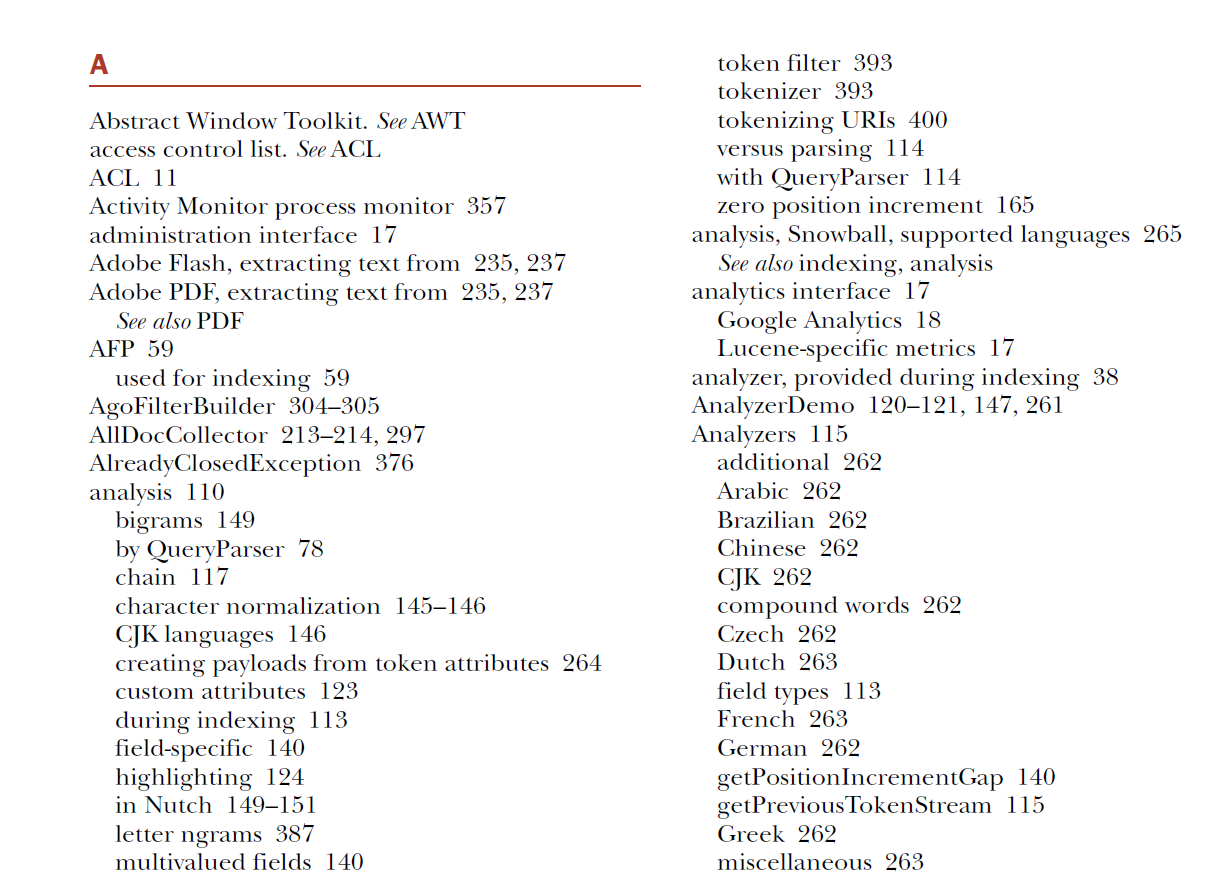 A
Abstract Window Toolkit. See AWT
access control list. See ACL
ACL 11
Activity Monitor process monitor 357
administration interface 17
Adobe Flash, extracting text from 235, 237
Adobe PDF, extracting text from 235, 237
See also PDF
AFP 59
used for indexing 59
AgoFilterBuilder 304–305
AllDocCollector 213–214, 297
AlreadyClosedException 376
analysis 110
bigrams 149
by QueryParser 78
chain 117
character normalization 145–146
CJK languages 146
creating payloads from token attributes 264
custom attributes 123
during indexing 113
field-specific 140
highlighting 124
in Nutch 149–151
letter ngrams 387
multivalued fields 140
token filter 393
tokenizer 393
tokenizing URIs 400
versus parsing 114
with QueryParser 114
zero position increment 165
analysis, Snowball, supported languages 265
See also indexing, analysis
analytics interface 17
Google Analytics 18
Lucene-specific metrics 17
analyzer, provided during indexing 38
AnalyzerDemo 120–121, 147, 261
Analyzers 115
additional 262
Arabic 262
Brazilian 262
Chinese 262
CJK 262
compound words 262
Czech 262
Dutch 263
field types 113
French 263
German 262
getPositionIncrementGap 140
getPreviousTokenStream 115
Greek 262
miscellaneous 263